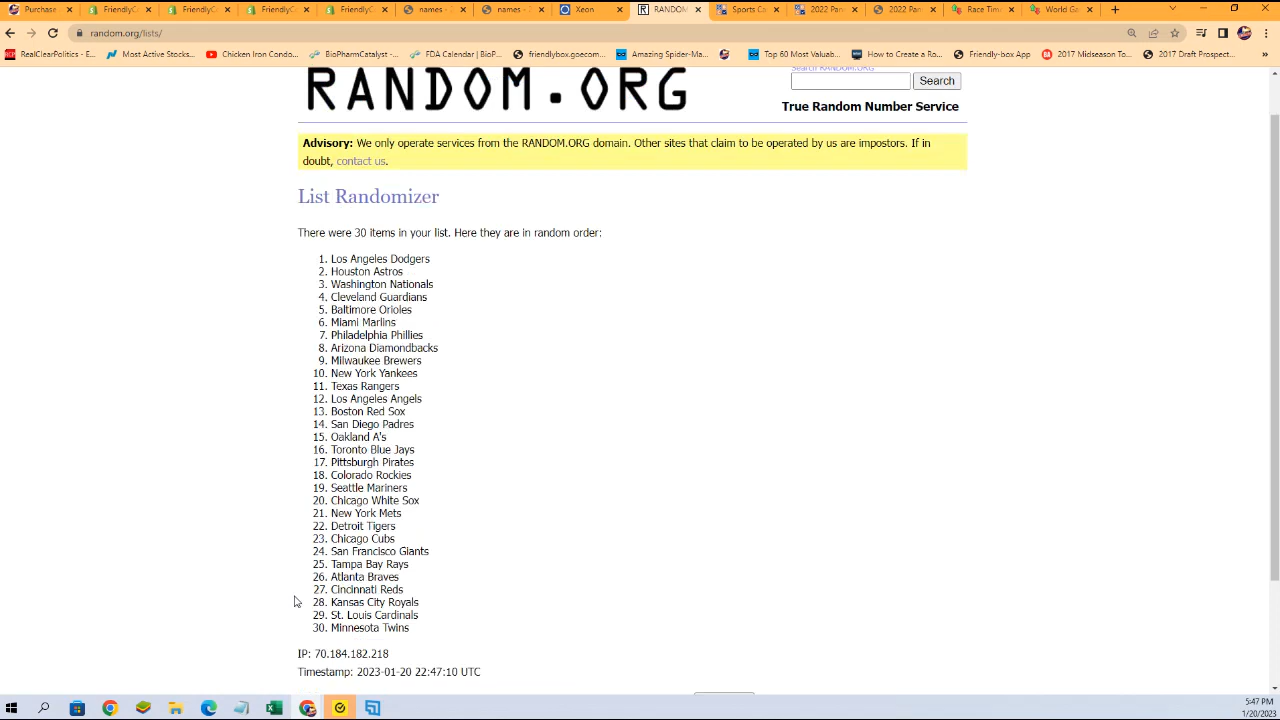 Purchase
FriendlyC
FriendlyC
FriendlyC
FriendlyC
names -
names -
Xeon
RANDOM
Sports C
2022 Pan
2022 Pan
Race Tim
World Ga
random.org/lists/
RealClearPolitics - E...
Most Active Stocks...
Chicken Iron Condo...
BioPharmCatalyst -...
FDA Calendar | BioP...
friendlybox.goecom...
Amazing Spider-Ma...
Top 60 Most Valuab...
How to Create a Ro...
Friendly-box App
2017 Midseason To...
2017 Draft Prospect...
RANDOM.ORG
Search RANDOM.ORG
Search
True Random Number Service
Advisory: We only operate services from the RANDOM.ORG domain. Other sites that claim to be operated by us are impostors. If in
doubt, contact us.
List Randomizer
There were 30 items in your list. Here they are in random order:
1. Los Angeles Dodgers
2. Houston Astros
3. Washington Nationals
4. Cleveland Guardians
5. Baltimore Orioles
6. Miami Marlins
7. Philadelphia Phillies
8. Arizona Diamondbacks
9. Milwaukee Brewers
10. New York Yankees
11. Texas Rangers
12. Los Angeles Angels
13. Boston Red Sox
14. San Diego Padres
15. Oakland A's
16. Toronto Blue Jays
17. Pittsburgh Pirates
18. Colorado Rockies
19. Seattle Mariners
20. Chicago White Sox
21. New York Mets
22. Detroit Tigers
23. Chicago Cubs
24. San Francisco Giants
25. Tampa Bay Rays
26. Atlanta Braves
27. Cincinnati Reds
28. Kansas City Royals
29. St. Louis Cardinals
30. Minnesota Twins
IP: 70.184.182.218
Timestamp: 2023-01-20 22:47:10 UTC
5:47 PM
1/20/2023